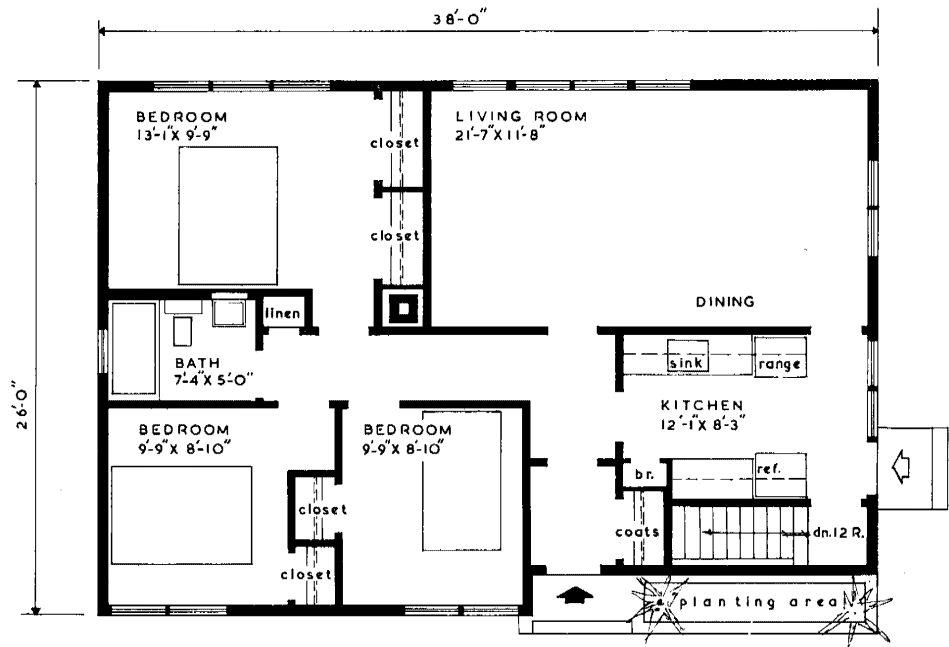 38'-0"
26'-0"
BEDROOM
13'-1" X 9'-9"
closet
closet
LIVING ROOM
21'-7" X 11'-8"
DINING
linen
BATH
7'-4" X 5'-0"
sink
range
KITCHEN
12'-1" X 8'-3"
BEDROOM
9'-9" X 8'-10"
BEDROOM
9'-9" X 8'-10"
br.
ref.
closet
coats
dn.12 R.
closet
planting area